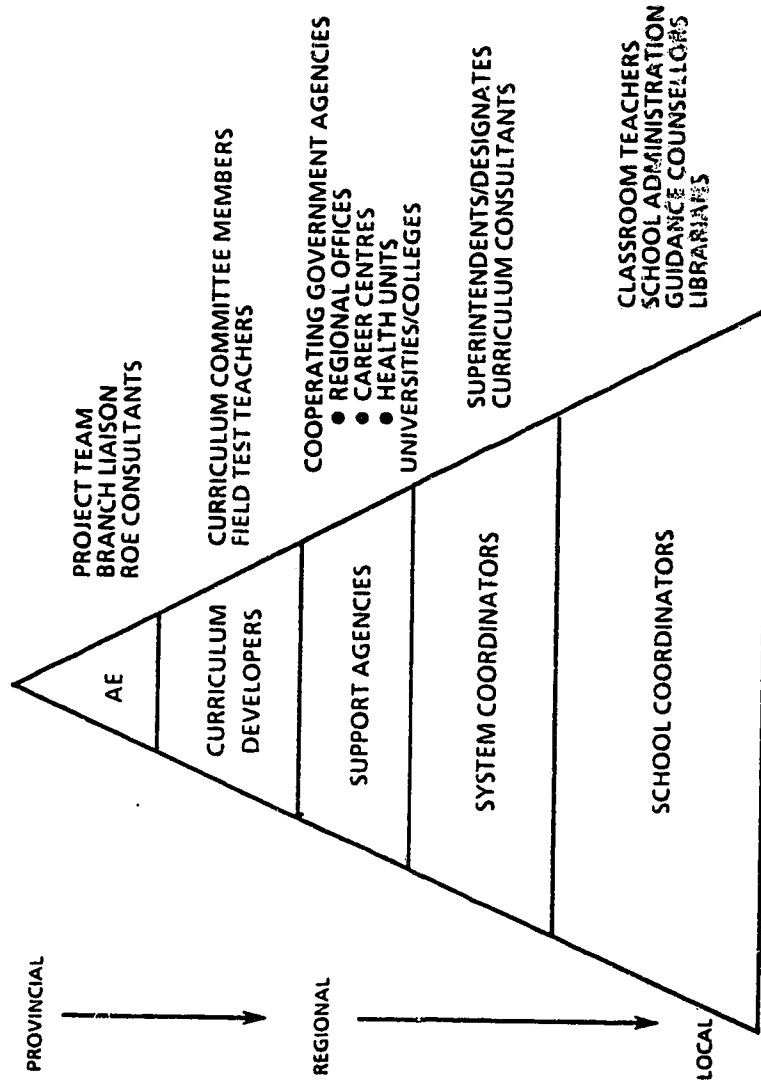 PROVINCIAL
REGIONAL
LOCAL
AE
PROJECT TEAM
BRANCH LIAISON
ROE CONSULTANTS
CURRICULUM
DEVELOPERS
CURRICULUM COMMITTEE MEMBERS
FIELD TEST TEACHERS
SUPPORT AGENCIES
COOPERATING GOVERNMENT AGENCIES
• REGIONAL OFFICES
• CAREER CENTRES
• HEALTH UNITS
UNIVERSITIES/COLLEGES
SYSTEM COORDINATORS
SUPERINTENDENTS/DESIGNATES
CURRICULUM CONSULTANTS
SCHOOL COORDINATORS
CLASSROOM TEACHERS
SCHOOL ADMINISTRATION
GUIDANCE COUNSELLORS
LIBRARIANS